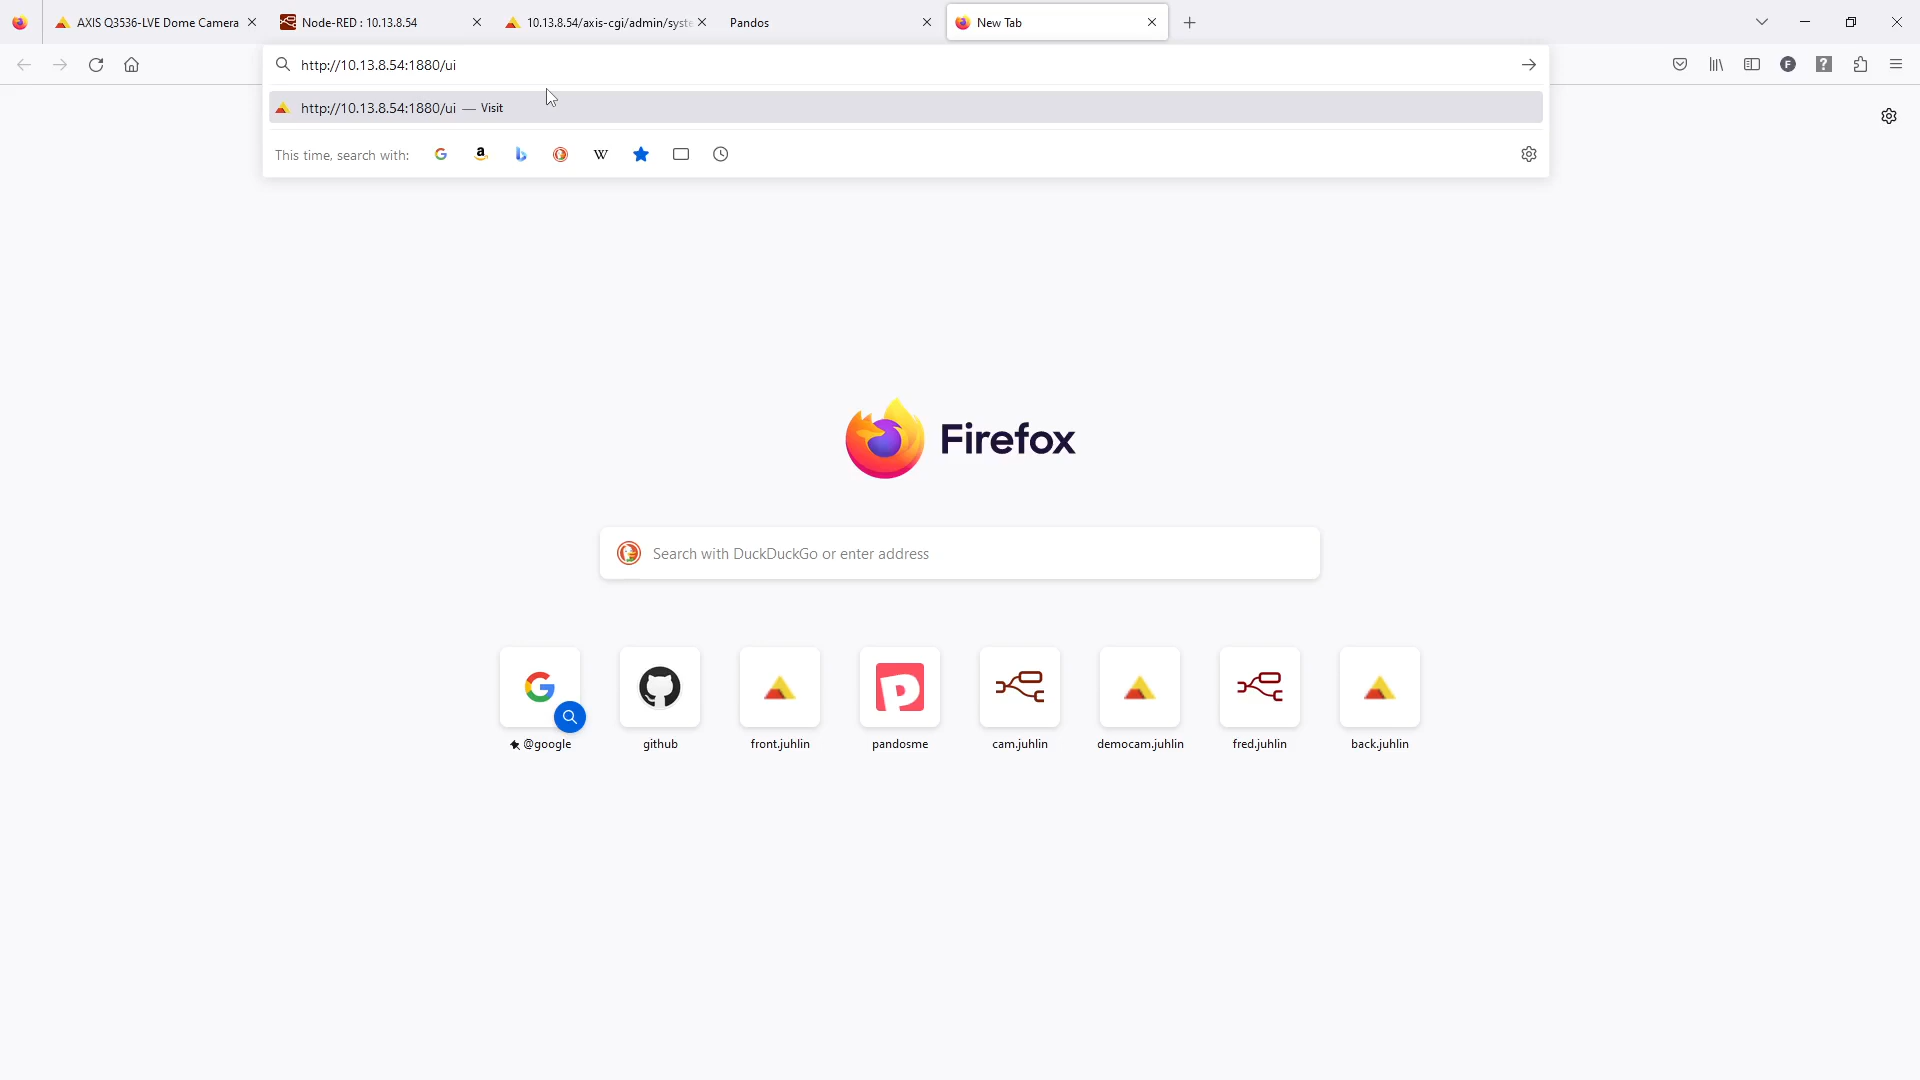 AXIS Q3536-LVE Dome Camera
Node-RED : 10.13.8.54
10.13.8.54/axis-cgi/admin/syste
Pandos
New Tab
http://10.13.8.54:1880/ui
http://10.13.8.54:1880/ui — Visit
This time, search with:
Firefox
Search with DuckDuckGo or enter address
@google
github
front.juhlin
pandosme
cam.juhlin
democam.juhlin
fred.juhlin
back.juhlin